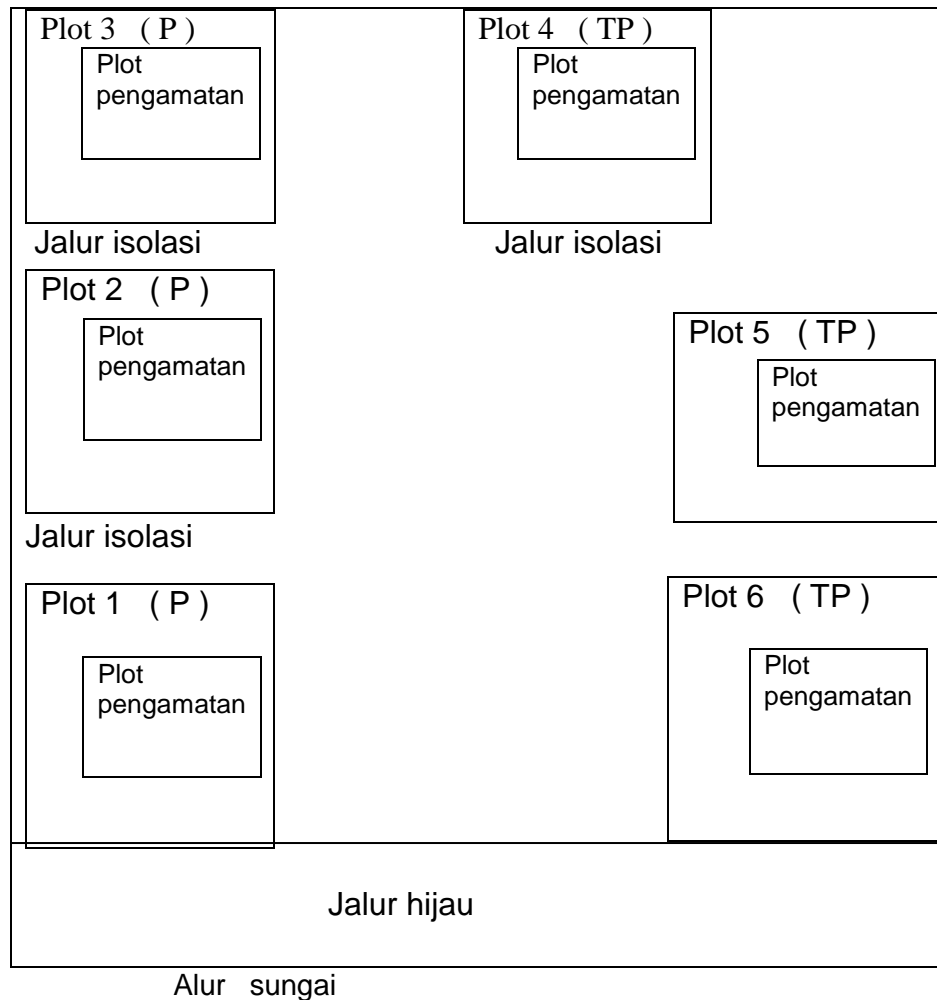 Plot 3 ( P )
Plot
pengamatan
Plot 4 ( TP )
Plot
pengamatan
Jalur isolasi
Jalur isolasi
Plot 2 ( P )
Plot
pengamatan
Plot 5 ( TP )
Plot
pengamatan
Jalur isolasi
Plot 1 ( P )
Plot
pengamatan
Plot 6 ( TP )
Plot
pengamatan
Jalur hijau
Alur sungai